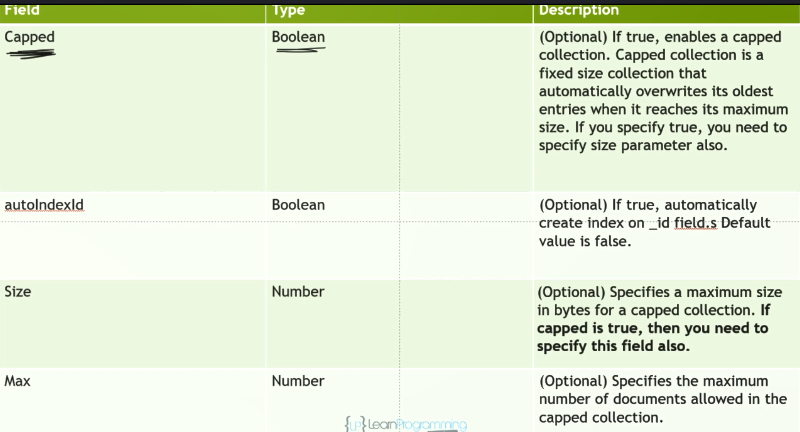 Field Type Description
Capped Boolean (Optional) If true, enables a capped
collection. Capped collection is a
fixed size collection that
automatically overwrites its oldest
entries when it reaches its maximum
size. If you specify true, you need to
specify size parameter also.
autoIndexId Boolean (Optional) If true, automatically
create index on _id field.s Default
value is false.
Size Number (Optional) Specifies a maximum size
in bytes for a capped collection. If
capped is true, then you need to
specify this field also.
Max Number (Optional) Specifies the maximum
number of documents allowed in the
capped collection.
{LP} LearnProgramming